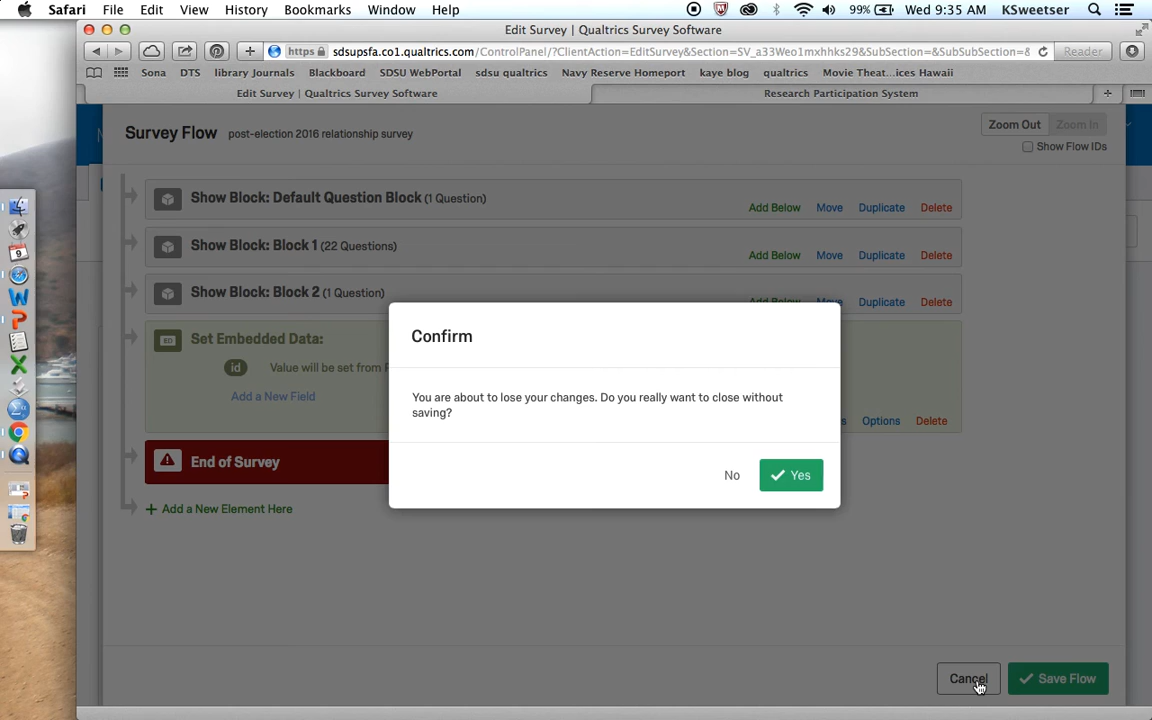 Safari File Edit View History Bookmarks Window Help 99% Wed 9:35 AM KSweetser
Edit Survey | Qualtrics Survey Software
https sdsupsfa.co1.qualtrics.com/ControlPanel/?ClientAction=EditSurvey&Section=SV_a33Weo1mxhhks29&SubSection=&SubSubSection=& Reader
Sona DTS library Journals Blackboard SDSU WebPortal sdsu qualtrics Navy Reserve Homeport kaye blog qualtrics Movie Theat...ices Hawaii
Edit Survey | Qualtrics Survey Software Research Participation System
Survey Flow post-election 2016 relationship survey Zoom Out Zoom In
Show Flow IDs
Show Block: Default Question Block (1 Question)
Add Below Move Duplicate Delete
Show Block: Block 1 (22 Questions)
Add Below Move Duplicate Delete
Show Block: Block 2 (1 Question)
Add Below Move Duplicate Delete
Set Embedded Data:
id Value will be set from
Add a New Field
Options Delete
End of Survey
+ Add a New Element Here
Confirm
You are about to lose your changes. Do you really want to close without
saving?
No Yes
Cancel Save Flow